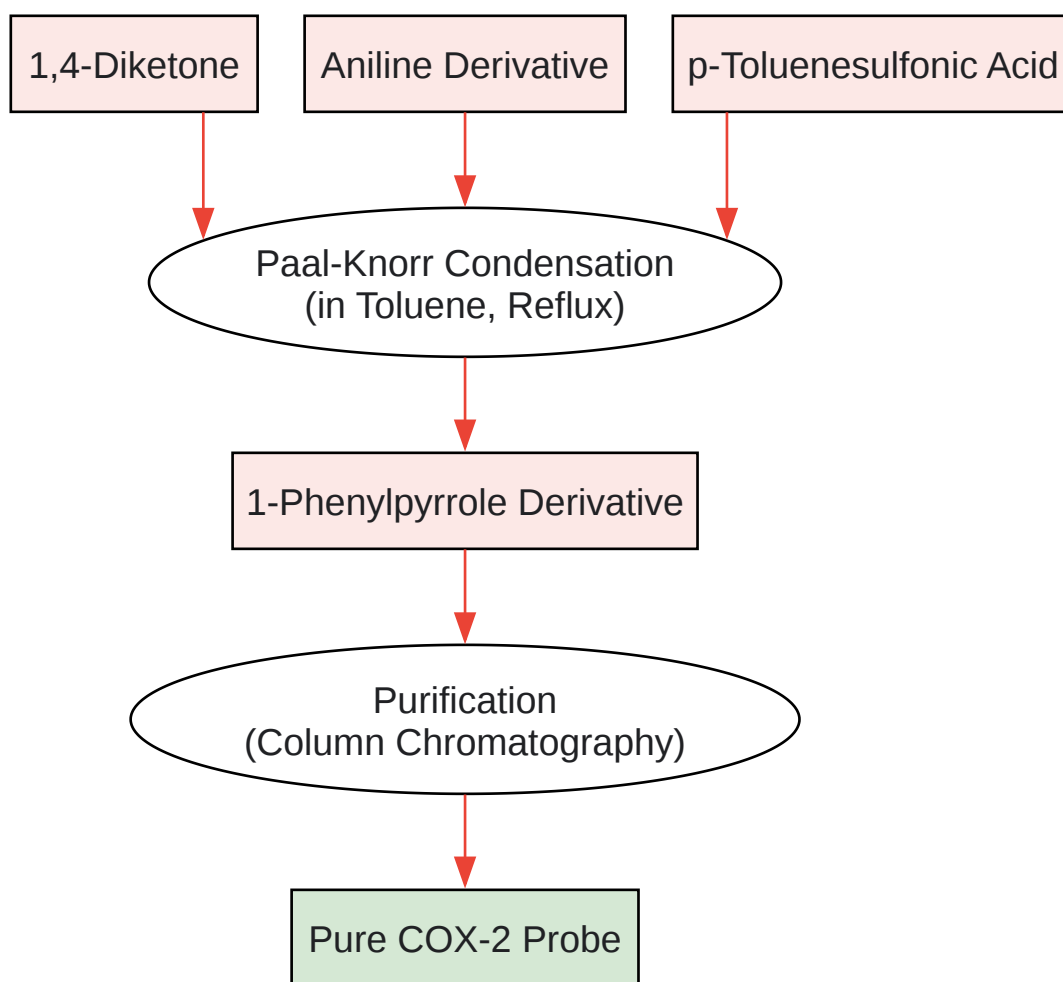 1,4-Diketone
Aniline Derivative
p-Toluenesulfonic Acid
Paal-Knorr Condensation
(in Toluene, Reflux)
1-Phenylpyrrole Derivative
Purification
(Column Chromatography)
Pure COX-2 Probe